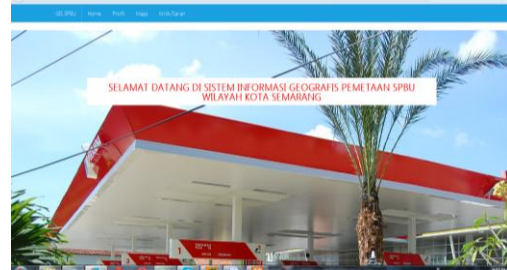 SIG SPBU Home Profil Maps Kritik/Saran
SELAMAT DATANG DI SISTEM INFORMASI GEOGRAFIS PEMETAAN SPBU
WILAYAH KOTA SEMARANG